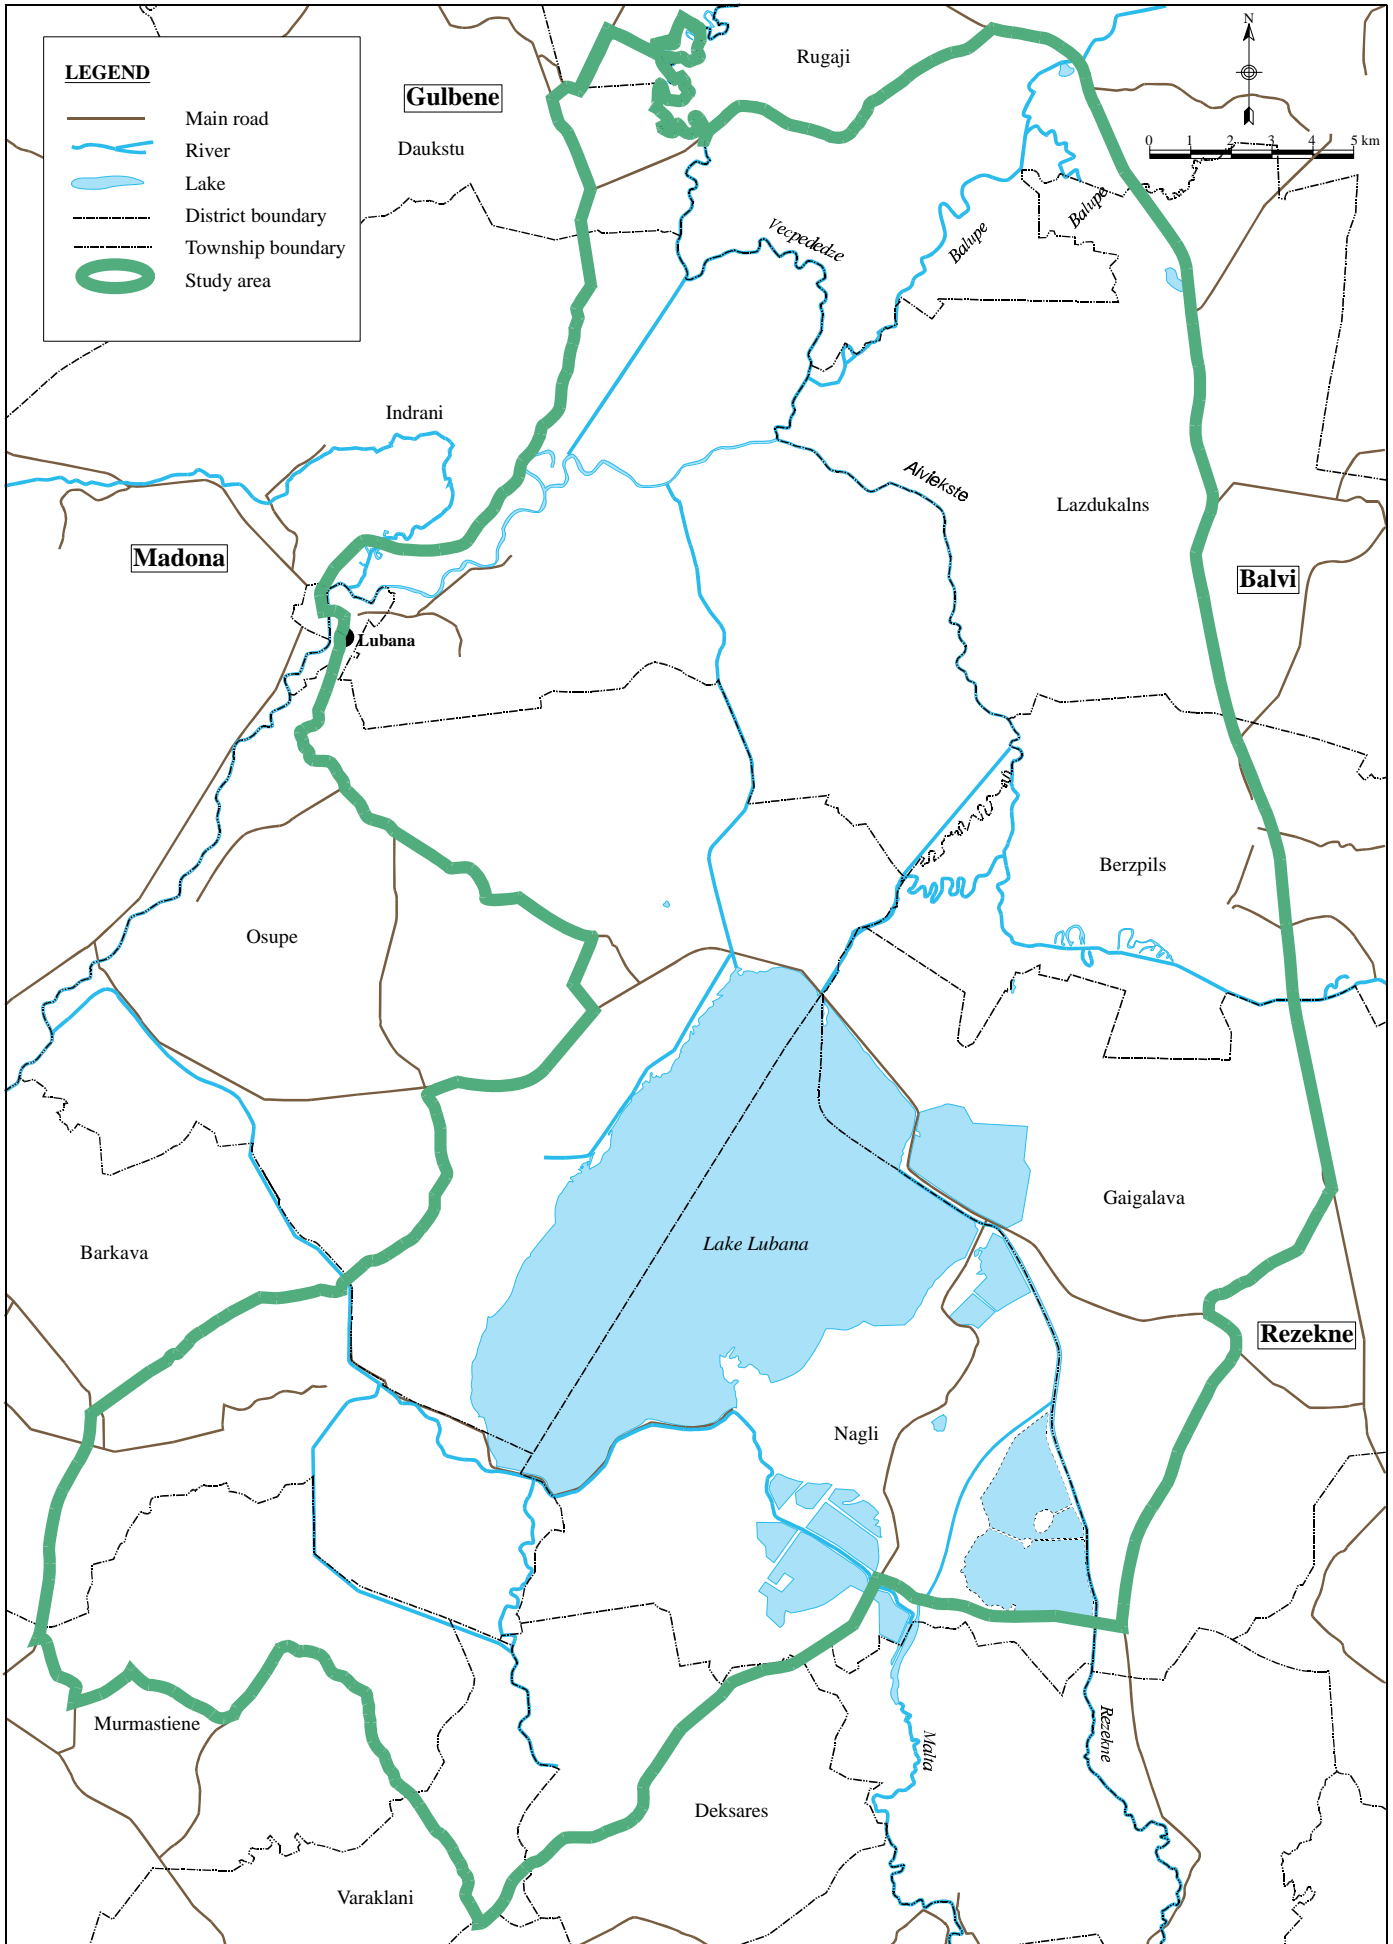 LEGEND
Main road
River
Lake
District boundary
Township boundary
Study area
Gulbene
Daukstu
Rugaji
N
0 1 2 3 4 5 km
Vecpededze
Balupe
Balupe
Indrani
Aiviekste
Lazdukalns
Madona
Balvi
Lubana
Berzpils
Osupe
Gaigalava
Barkava
Lake Lubana
Rezekne
Nagli
Murmastiene
Malta
Rezekne
Deksares
Varaklani